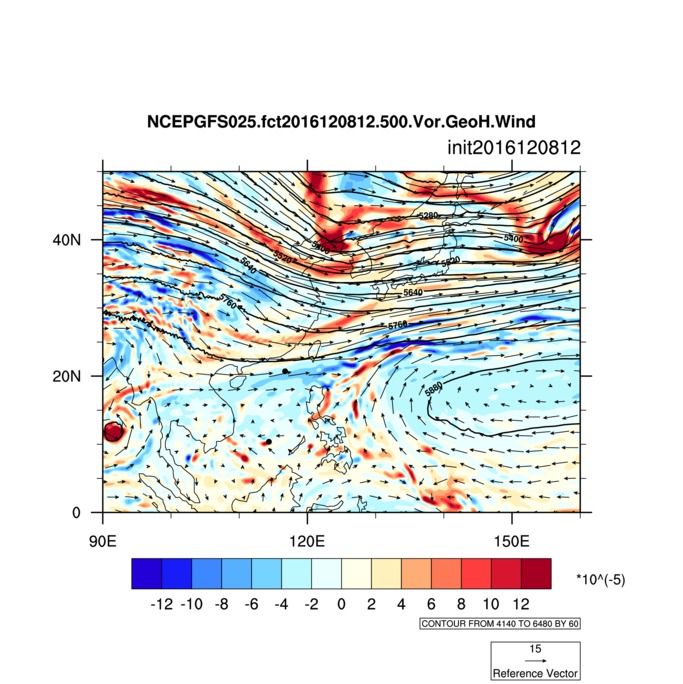 NCEPGFS025.fct2016120812.500.Vor.GeoH.Wind
init2016120812
5280
40N
5400
5400
5520
5520
5640
5640
5760
5760
20N
5880
0
90E 120E 150E
-12 -10 -8 -6 -4 -2 0 2 4 6 8 10 12
*10^(-5)
CONTOUR FROM 4140 TO 6480 BY 60
15
Reference Vector